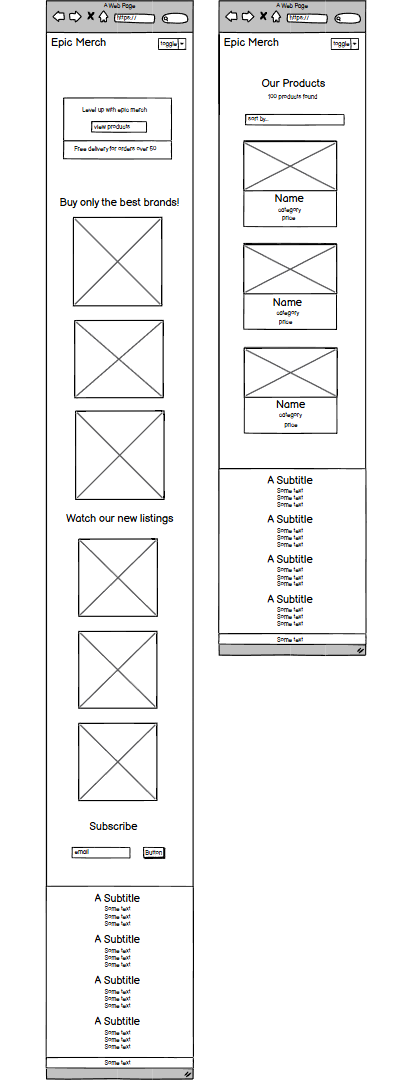 A Web Page
https://
Epic Merch
toggle
Level up with epic merch
view products
Free delivery for orders over 50
Buy only the best brands!
Watch our new listings
Subscribe
email
Button
A Subtitle
Some text
Some text
Some text
A Subtitle
Some text
Some text
Some text
A Subtitle
Some text
Some text
Some text
A Subtitle
Some text
Some text
Some text
Some text
A Web Page
https://
Epic Merch
toggle
Our Products
100 products found
sort by...
Name
category
price
Name
category
price
Name
category
price
A Subtitle
Some text
Some text
Some text
A Subtitle
Some text
Some text
Some text
A Subtitle
Some text
Some text
Some text
A Subtitle
Some text
Some text
Some text
Some text